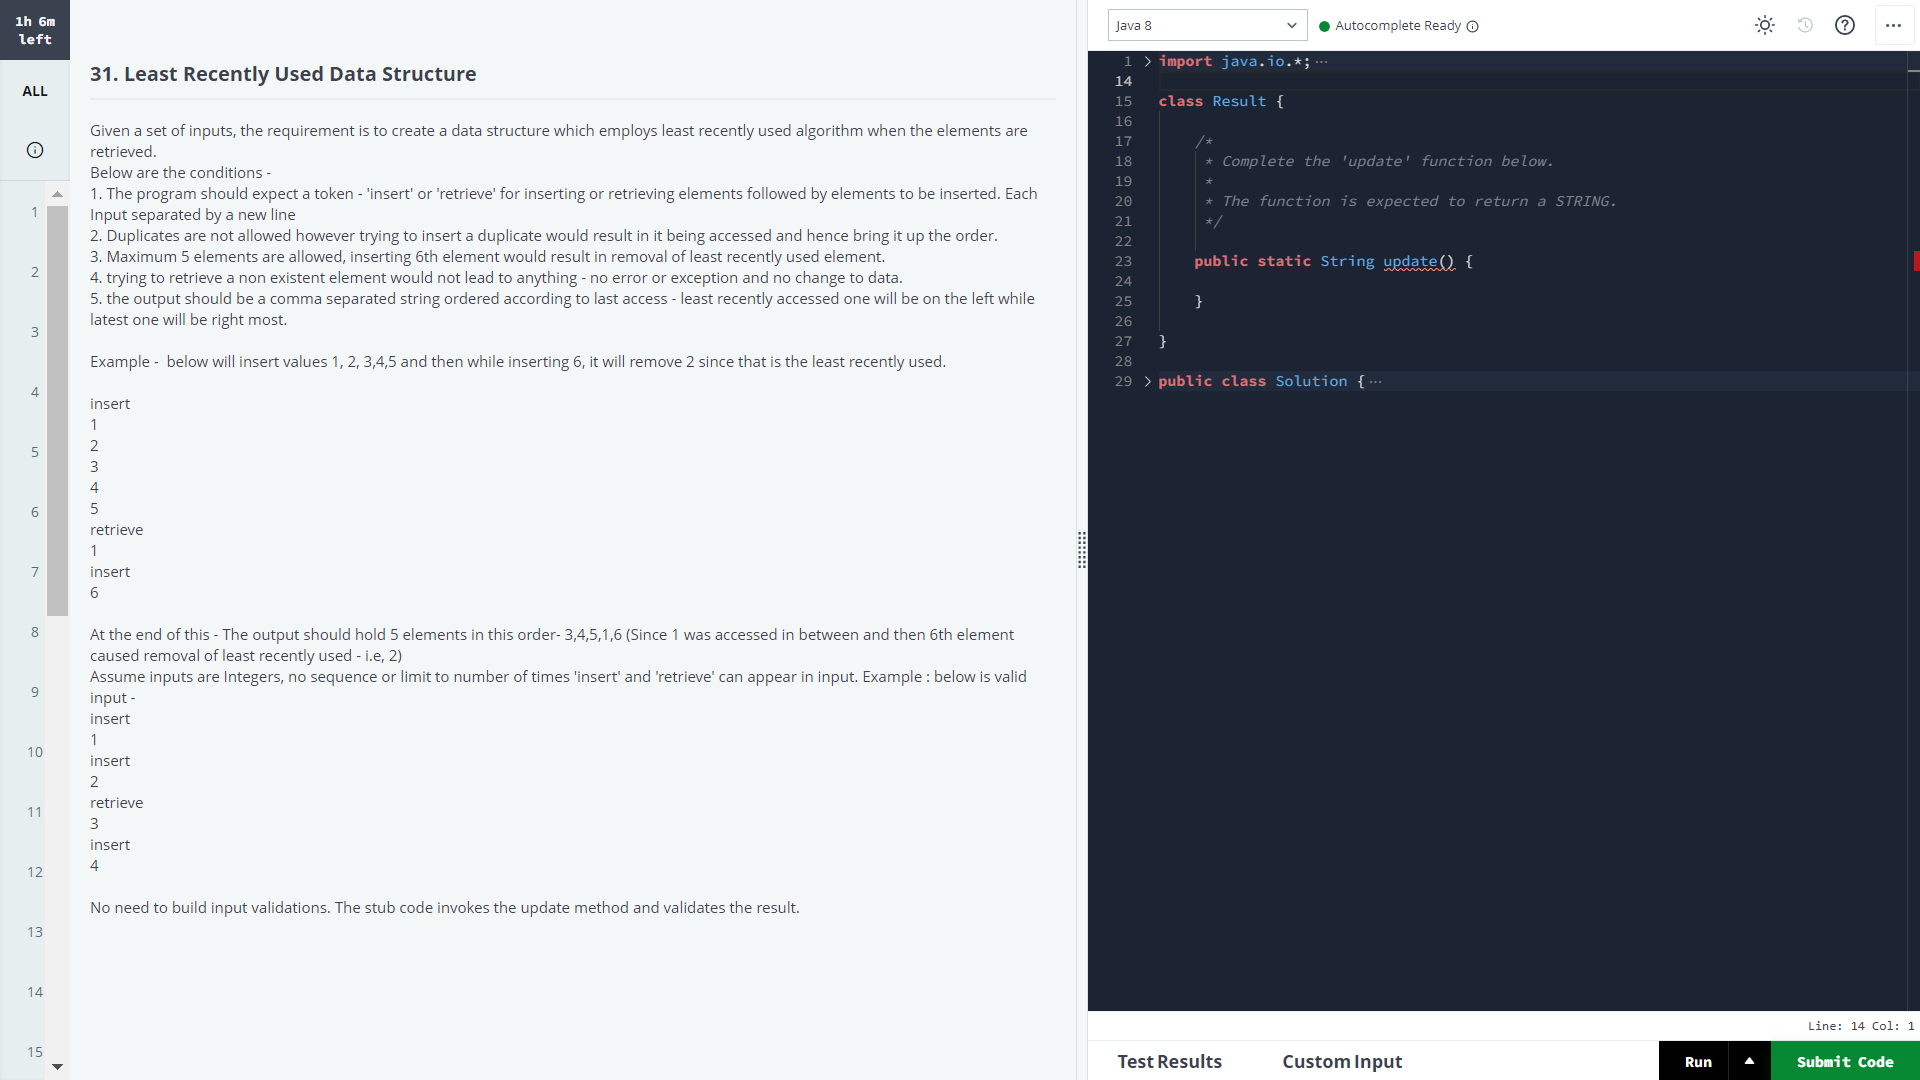 1h 6m
left
ALL
1
2
3
4
5
6
7
8
9
10
11
12
13
14
15
31. Least Recently Used Data Structure
Given a set of inputs, the requirement is to create a data structure which employs least recently used algorithm when the elements are
retrieved.
Below are the conditions -
1. The program should expect a token - 'insert' or 'retrieve' for inserting or retrieving elements followed by elements to be inserted. Each
Input separated by a new line
2. Duplicates are not allowed however trying to insert a duplicate would result in it being accessed and hence bring it up the order.
3. Maximum 5 elements are allowed, inserting 6th element would result in removal of least recently used element.
4. trying to retrieve a non existent element would not lead to anything - no error or exception and no change to data.
5. the output should be a comma separated string ordered according to last access - least recently accessed one will be on the left while
latest one will be right most.
Example -  below will insert values 1, 2, 3,4,5 and then while inserting 6, it will remove 2 since that is the least recently used.
insert
1
2
3
4
5
retrieve
1
insert
6
At the end of this - The output should hold 5 elements in this order- 3,4,5,1,6 (Since 1 was accessed in between and then 6th element
caused removal of least recently used - i.e, 2)
Assume inputs are Integers, no sequence or limit to number of times 'insert' and 'retrieve' can appear in input. Example : below is valid
input -
insert
1
insert
2
retrieve
3
insert
4
No need to build input validations. The stub code invokes the update method and validates the result.
Java 8
Autocomplete Ready
1 import java.io.*; ...
14
15 class Result {
16
17 /*
18 * Complete the 'update' function below.
19 *
20 * The function is expected to return a STRING.
21 */
22
23 public static String update() {
24
25 }
26
27 }
28
29 public class Solution { ...
Line: 14 Col: 1
Test Results
Custom Input
Run
Submit Code